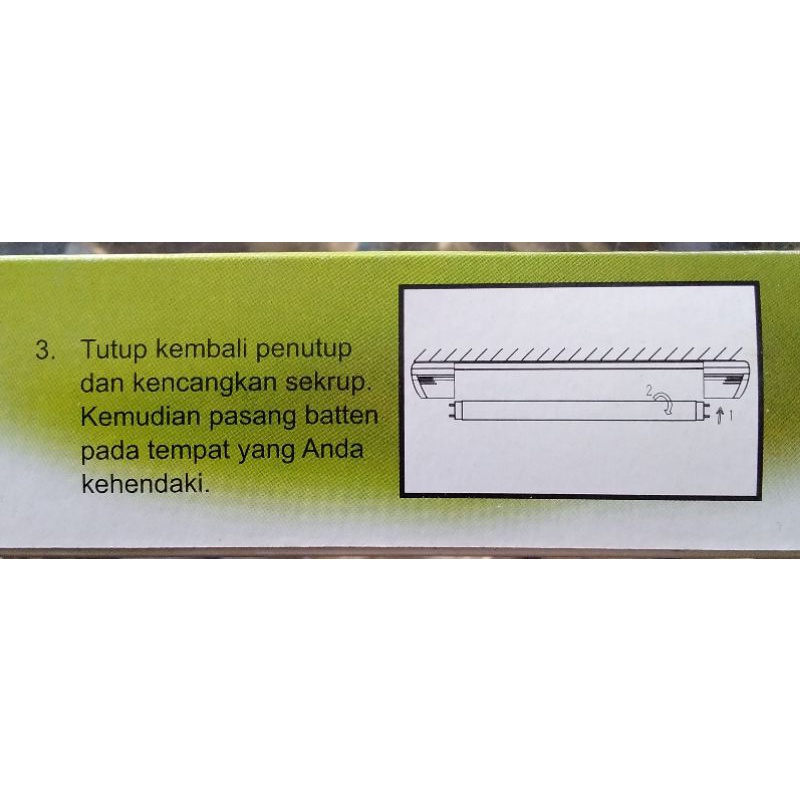 3. Tutup kembali penutup
dan kencangkan sekrup.
Kemudian pasang batten
pada tempat yang Anda
kehendaki.
2
1